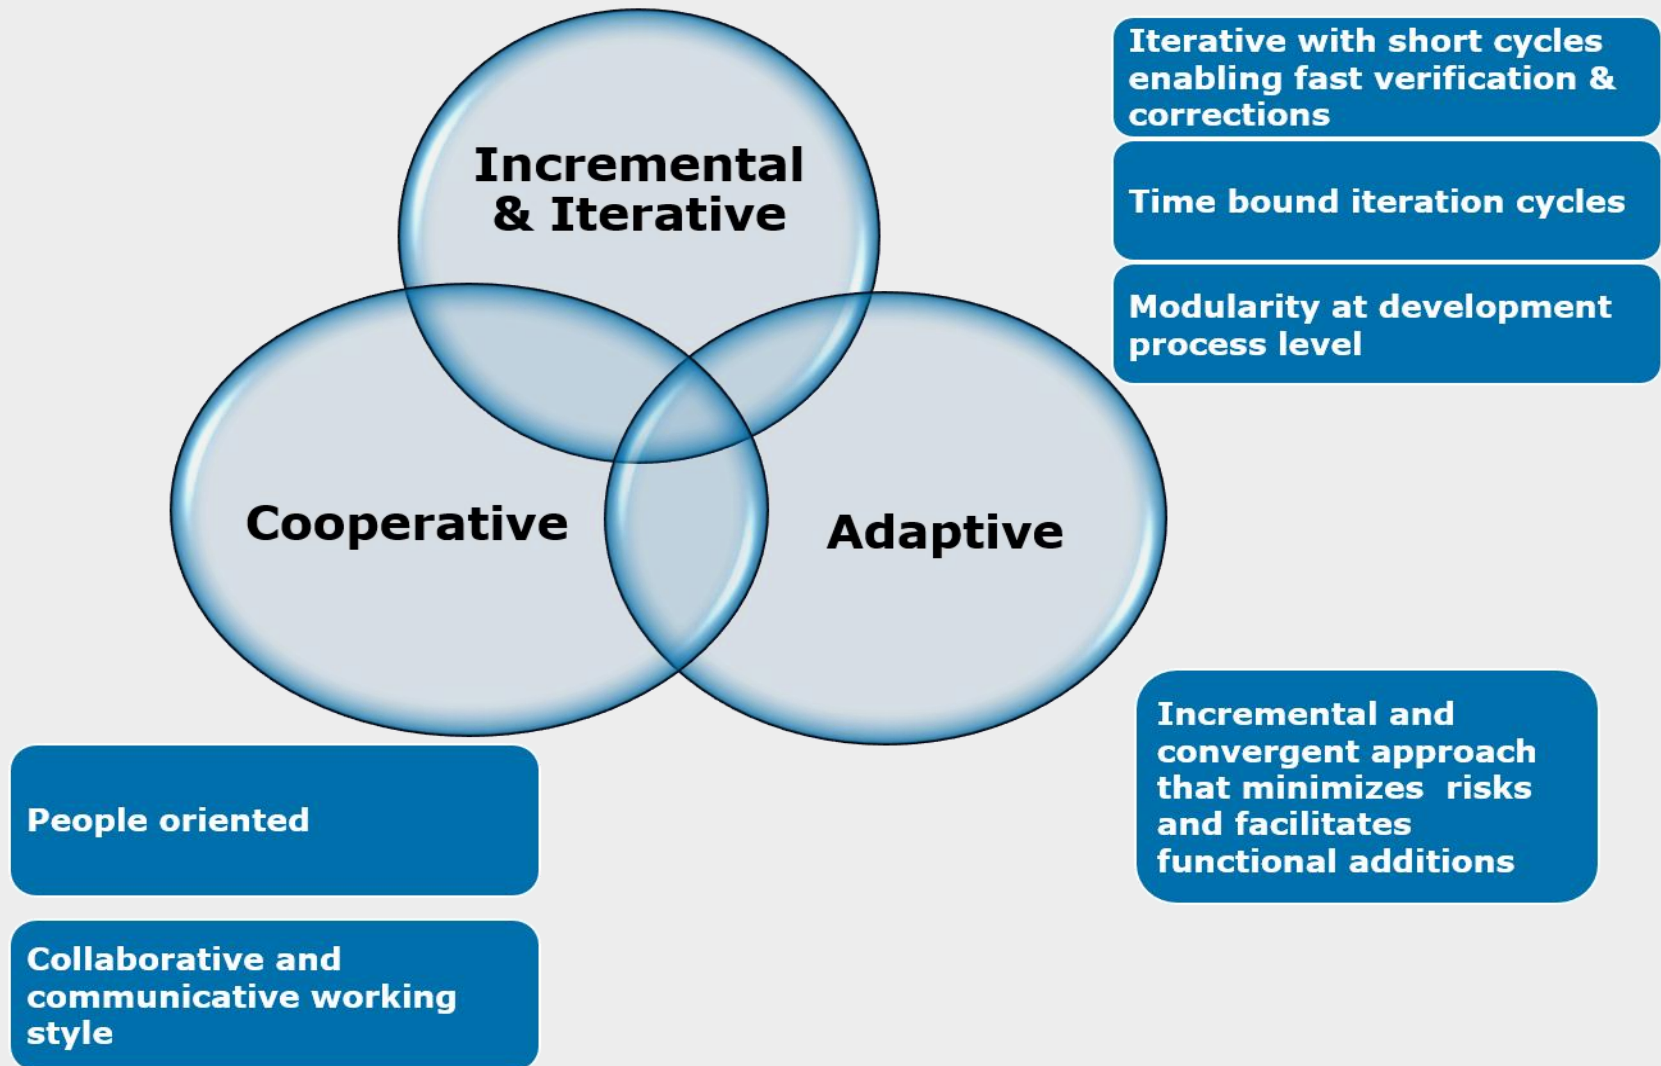 Incremental
& Iterative
Cooperative
Adaptive
Iterative with short cycles
enabling fast verification &
corrections
Time bound iteration cycles
Modularity at development
process level
Incremental and
convergent approach
that minimizes  risks
and facilitates
functional additions
People oriented
Collaborative and
communicative working
style